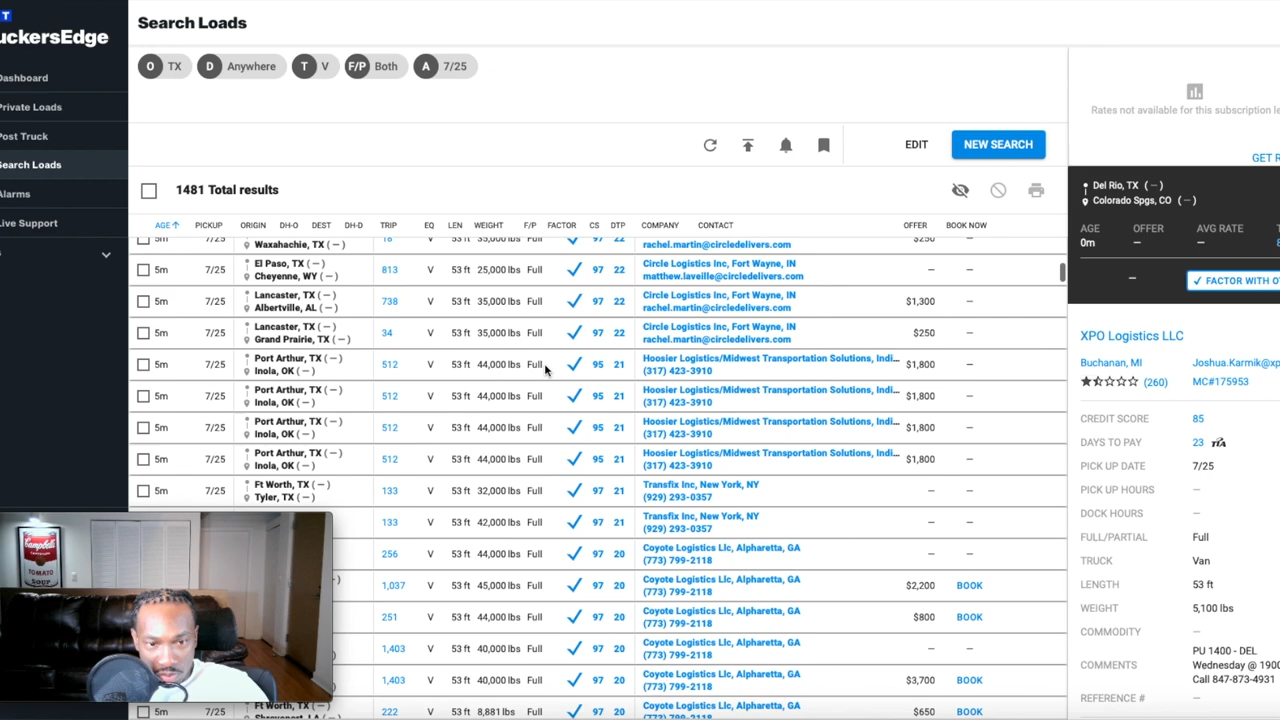 T
uckersEdge
Dashboard
Private Loads
Post Truck
Search Loads
Alarms
Live Support
Search Loads
O TX D Anywhere T V F/P Both A 7/25
EDIT NEW SEARCH
1481 Total results
AGE PICKUP ORIGIN DH-O DEST DH-D TRIP EQ LEN WEIGHT F/P FACTOR CS DTP COMPANY CONTACT OFFER BOOK NOW
5m 7/25 Waxahachie, TX (—) 18 V 53 ft 35,000 lbs Full 97 22 rachel.martin@circledelivers.com $250 —
5m 7/25 El Paso, TX (—) 813 V 53 ft 25,000 lbs Full 97 22 Circle Logistics Inc, Fort Wayne, IN — —
Cheyenne, WY (—) matthew.laveille@circledelivers.com
5m 7/25 Lancaster, TX (—) 738 V 53 ft 35,000 lbs Full 97 22 Circle Logistics Inc, Fort Wayne, IN $1,300 —
Albertville, AL (—) rachel.martin@circledelivers.com
5m 7/25 Lancaster, TX (—) 34 V 53 ft 35,000 lbs Full 97 22 Circle Logistics Inc, Fort Wayne, IN $250 —
Grand Prairie, TX (—) rachel.martin@circledelivers.com
5m 7/25 Port Arthur, TX (—) 512 V 53 ft 44,000 lbs Full 95 21 Hoosier Logistics/Midwest Transportation Solutions, Indi... $1,800 —
Inola, OK (—) (317) 423-3910
5m 7/25 Port Arthur, TX (—) 512 V 53 ft 44,000 lbs Full 95 21 Hoosier Logistics/Midwest Transportation Solutions, Indi... $1,800 —
Inola, OK (—) (317) 423-3910
5m 7/25 Port Arthur, TX (—) 512 V 53 ft 44,000 lbs Full 95 21 Hoosier Logistics/Midwest Transportation Solutions, Indi... $1,800 —
Inola, OK (—) (317) 423-3910
5m 7/25 Port Arthur, TX (—) 512 V 53 ft 44,000 lbs Full 95 21 Hoosier Logistics/Midwest Transportation Solutions, Indi... $1,800 —
Inola, OK (—) (317) 423-3910
5m 7/25 Ft Worth, TX (—) 133 V 53 ft 32,000 lbs Full 97 21 Transfix Inc, New York, NY — —
Tyler, TX (—) (929) 293-0357
133 V 53 ft 42,000 lbs Full 97 21 Transfix Inc, New York, NY — —
(929) 293-0357
256 V 53 ft 44,000 lbs Full 97 20 Coyote Logistics Llc, Alpharetta, GA — —
(773) 799-2118
1,037 V 53 ft 45,000 lbs Full 97 20 Coyote Logistics Llc, Alpharetta, GA $2,200 BOOK
(773) 799-2118
251 V 53 ft 44,000 lbs Full 97 20 Coyote Logistics Llc, Alpharetta, GA $800 BOOK
(773) 799-2118
1,403 V 53 ft 40,000 lbs Full 97 20 Coyote Logistics Llc, Alpharetta, GA — —
(773) 799-2118
1,403 V 53 ft 40,000 lbs Full 97 20 Coyote Logistics Llc, Alpharetta, GA $3,700 BOOK
(773) 799-2118
Ft Worth, TX (—) 222 V 53 ft 8,881 lbs Full 97 20 Coyote Logistics Llc, Alpharetta, GA $650 BOOK
Campbell's
TOMATO
SOUP
Rates not available for this subscription le
GET R
Del Rio, TX (—)
Colorado Spgs, CO (—)
AGE OFFER AVG RATE T
0m — —
—
✓ FACTOR WITH O
XPO Logistics LLC
Buchanan, MI Joshua.Karmik@xp
(260) MC#175953
CREDIT SCORE 85
DAYS TO PAY 23 TIA
PICK UP DATE 7/25
PICK UP HOURS —
DOCK HOURS —
FULL/PARTIAL Full
TRUCK Van
LENGTH 53 ft
WEIGHT 5,100 lbs
COMMODITY —
COMMENTS PU 1400 - DEL
Wednesday @ 1900
Call 847-873-4931
REFERENCE # —